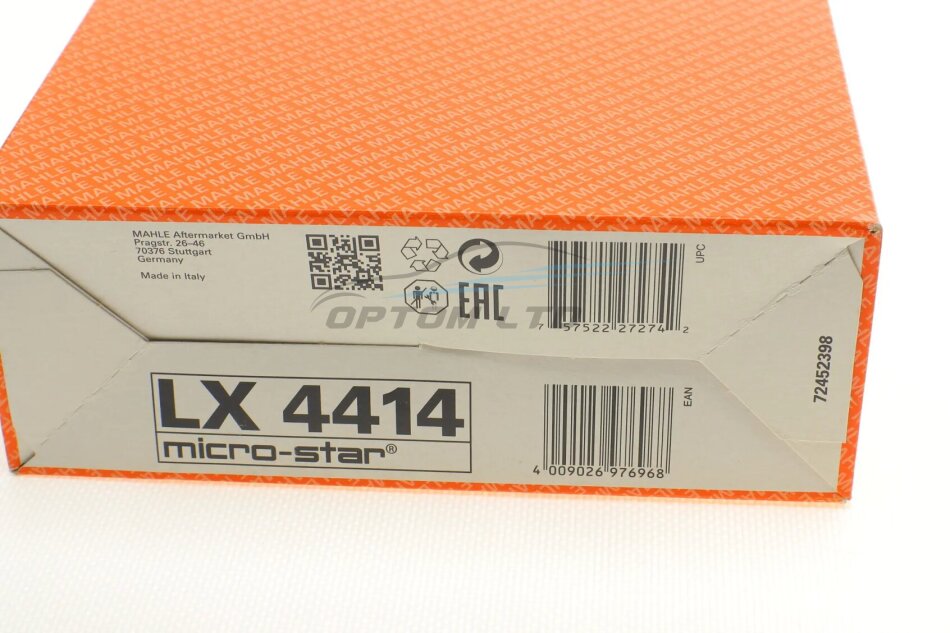 MAHLE Aftermarket GmbH
Pragstr. 26–46
70376 Stuttgart
Germany
Made in Italy
EAC
UPC
7 57522 27274 2
OPTOM LTD
72452398
LX 4414
micro-star®
EAN
4 009026 976968